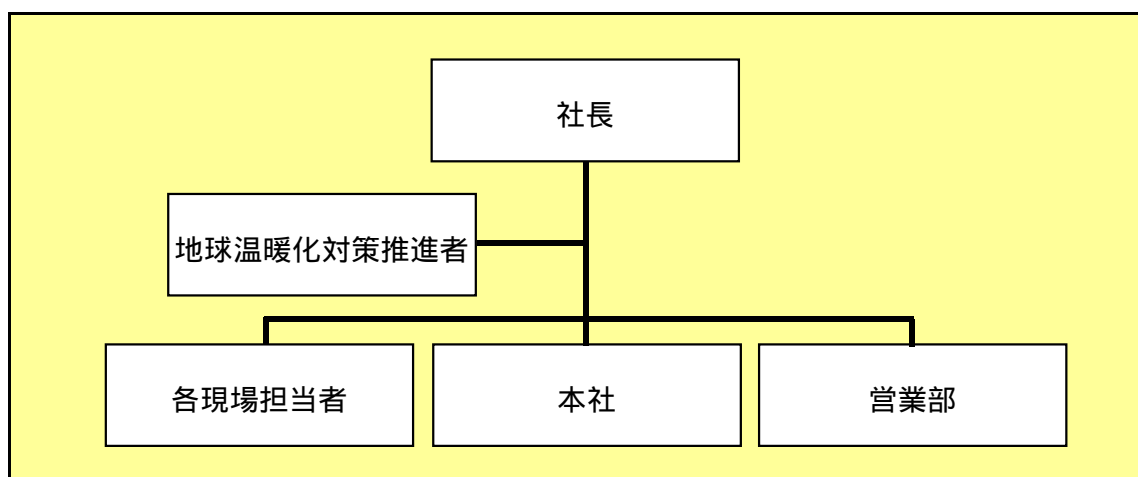 社長
地球温暖化対策推進者
各現場担当者
本社
営業部